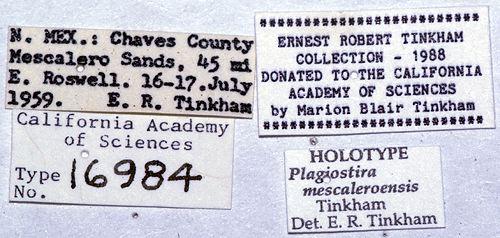 N. MEX.: Chaves County
Mescalero Sands, 45 mi
E. Roswell. 16-17.July
1959. E. R. Tinkham
California Academy
of Sciences
Type
No. 16984
ERNEST ROBERT TINKHAM
COLLECTION - 1988
DONATED TO THE CALIFORNIA
ACADEMY OF SCIENCES
by Marion Blair Tinkham
HOLOTYPE
Plagiostira
mescaleroensis
Tinkham
Det. E. R. Tinkham